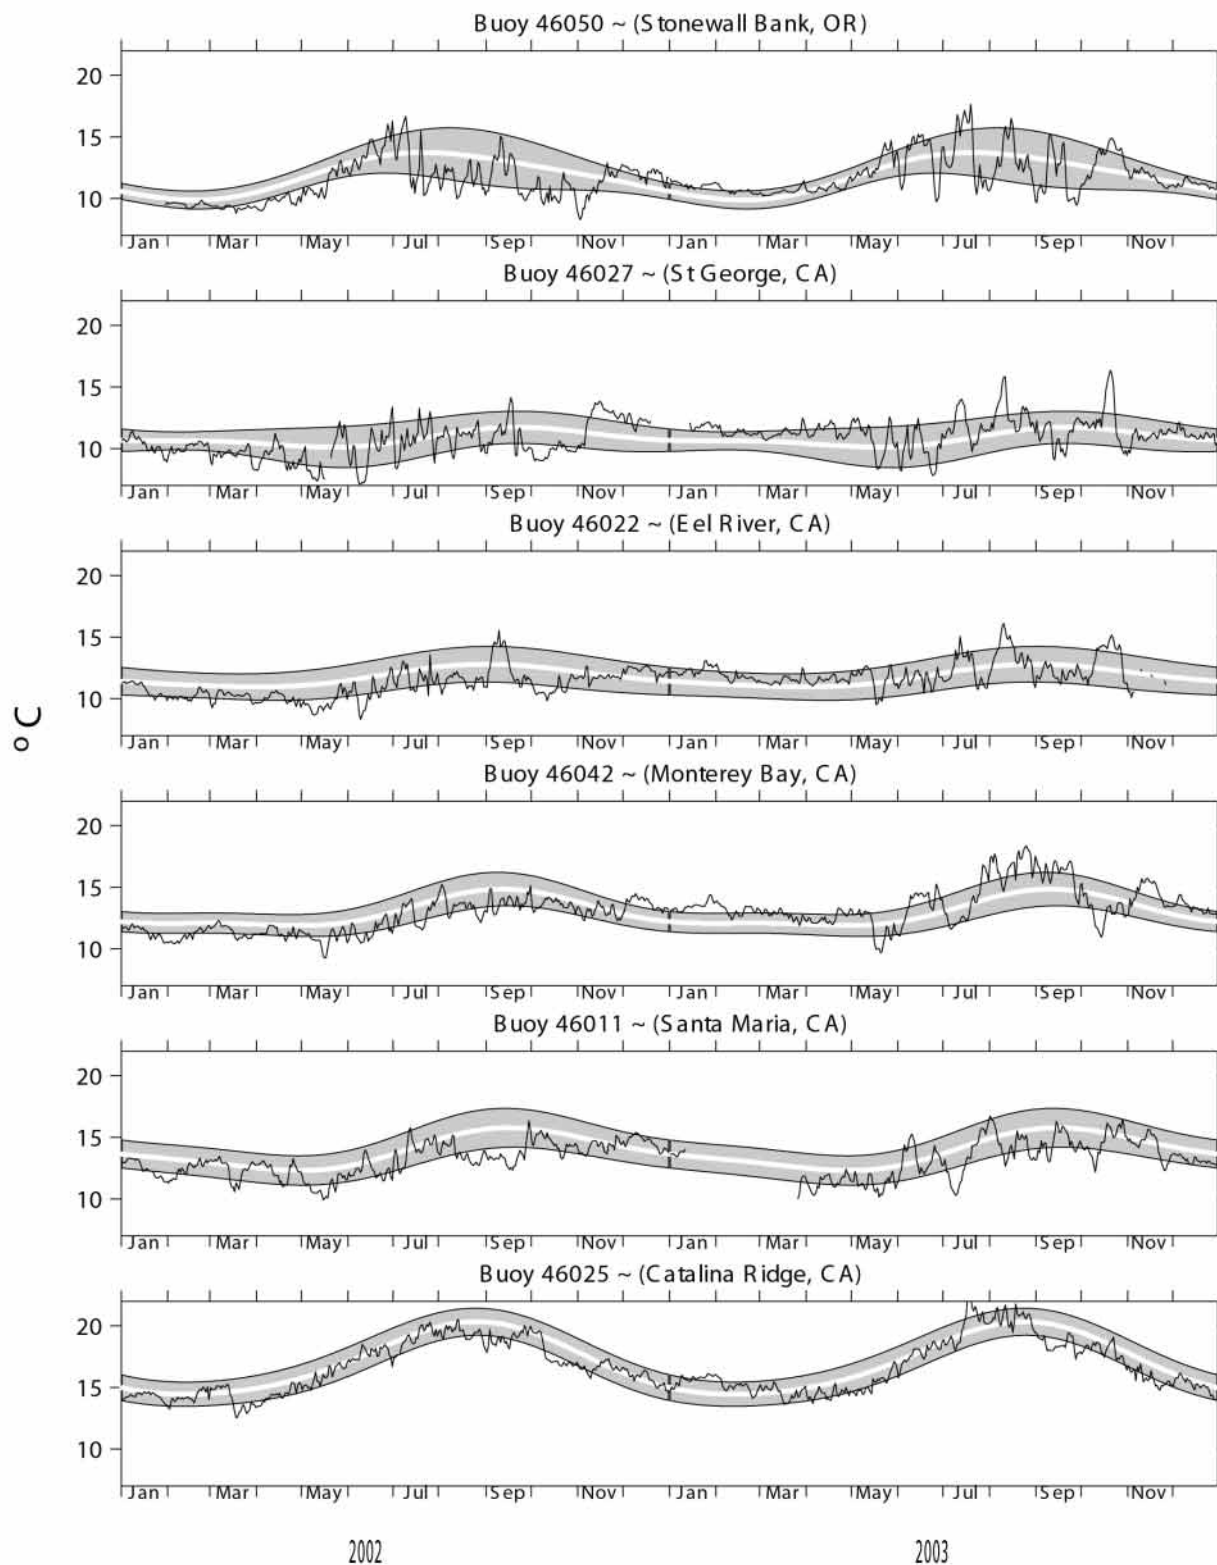 Buoy 46050 ~ (Stonewall Bank, OR)
20
15
10
Jan Mar May Jul Sep Nov Jan Mar May Jul Sep Nov
Buoy 46027 ~ (St George, CA)
20
15
10
Jan Mar May Jul Sep Nov Jan Mar May Jul Sep Nov
Buoy 46022 ~ (Eel River, CA)
20
15
10
Jan Mar May Jul Sep Nov Jan Mar May Jul Sep Nov
°C
Buoy 46042 ~ (Monterey Bay, CA)
20
15
10
Jan Mar May Jul Sep Nov Jan Mar May Jul Sep Nov
Buoy 46011 ~ (Santa Maria, CA)
20
15
10
Jan Mar May Jul Sep Nov Jan Mar May Jul Sep Nov
Buoy 46025 ~ (Catalina Ridge, CA)
20
15
10
Jan Mar May Jul Sep Nov Jan Mar May Jul Sep Nov
2002 2003